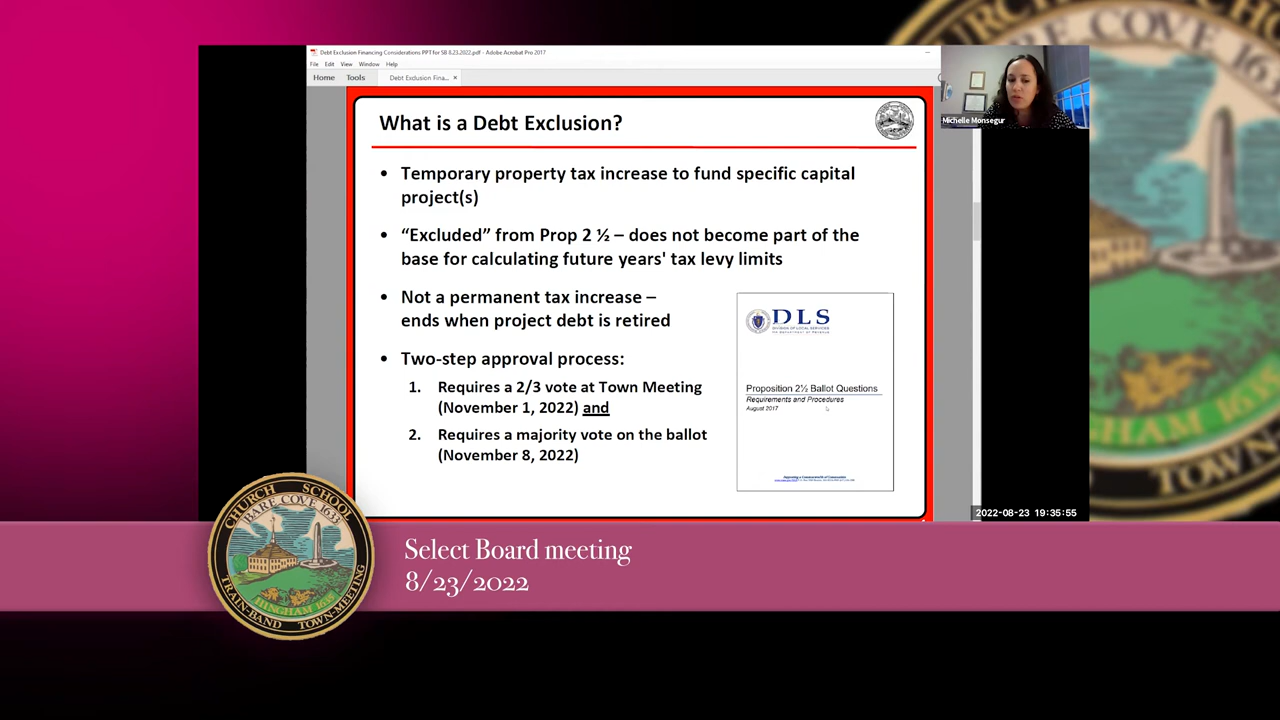 Debt Exclusion Financing Considerations PPT for SB 8.23.2022.pdf - Adobe Acrobat Pro 2017
File Edit View Window Help
Home Tools Debt Exclusion Fina... ×
What is a Debt Exclusion?
Michelle Monsegur
• Temporary property tax increase to fund specific capital
project(s)
• “Excluded” from Prop 2 ½ – does not become part of the
base for calculating future years' tax levy limits
• Not a permanent tax increase –
ends when project debt is retired
• Two-step approval process:
1. Requires a 2/3 vote at Town Meeting
(November 1, 2022) and
2. Requires a majority vote on the ballot
(November 8, 2022)
DLS
DIVISION OF LOCAL SERVICES
Proposition 2½ Ballot Questions
Requirements and Procedures
August 2017
2022-08-23 19:35:55
CHURCH SCHOOL
BARE COVE 1633
HINGHAM 1635
TRAIN-BAND TOWN-MEETING
Select Board meeting
8/23/2022